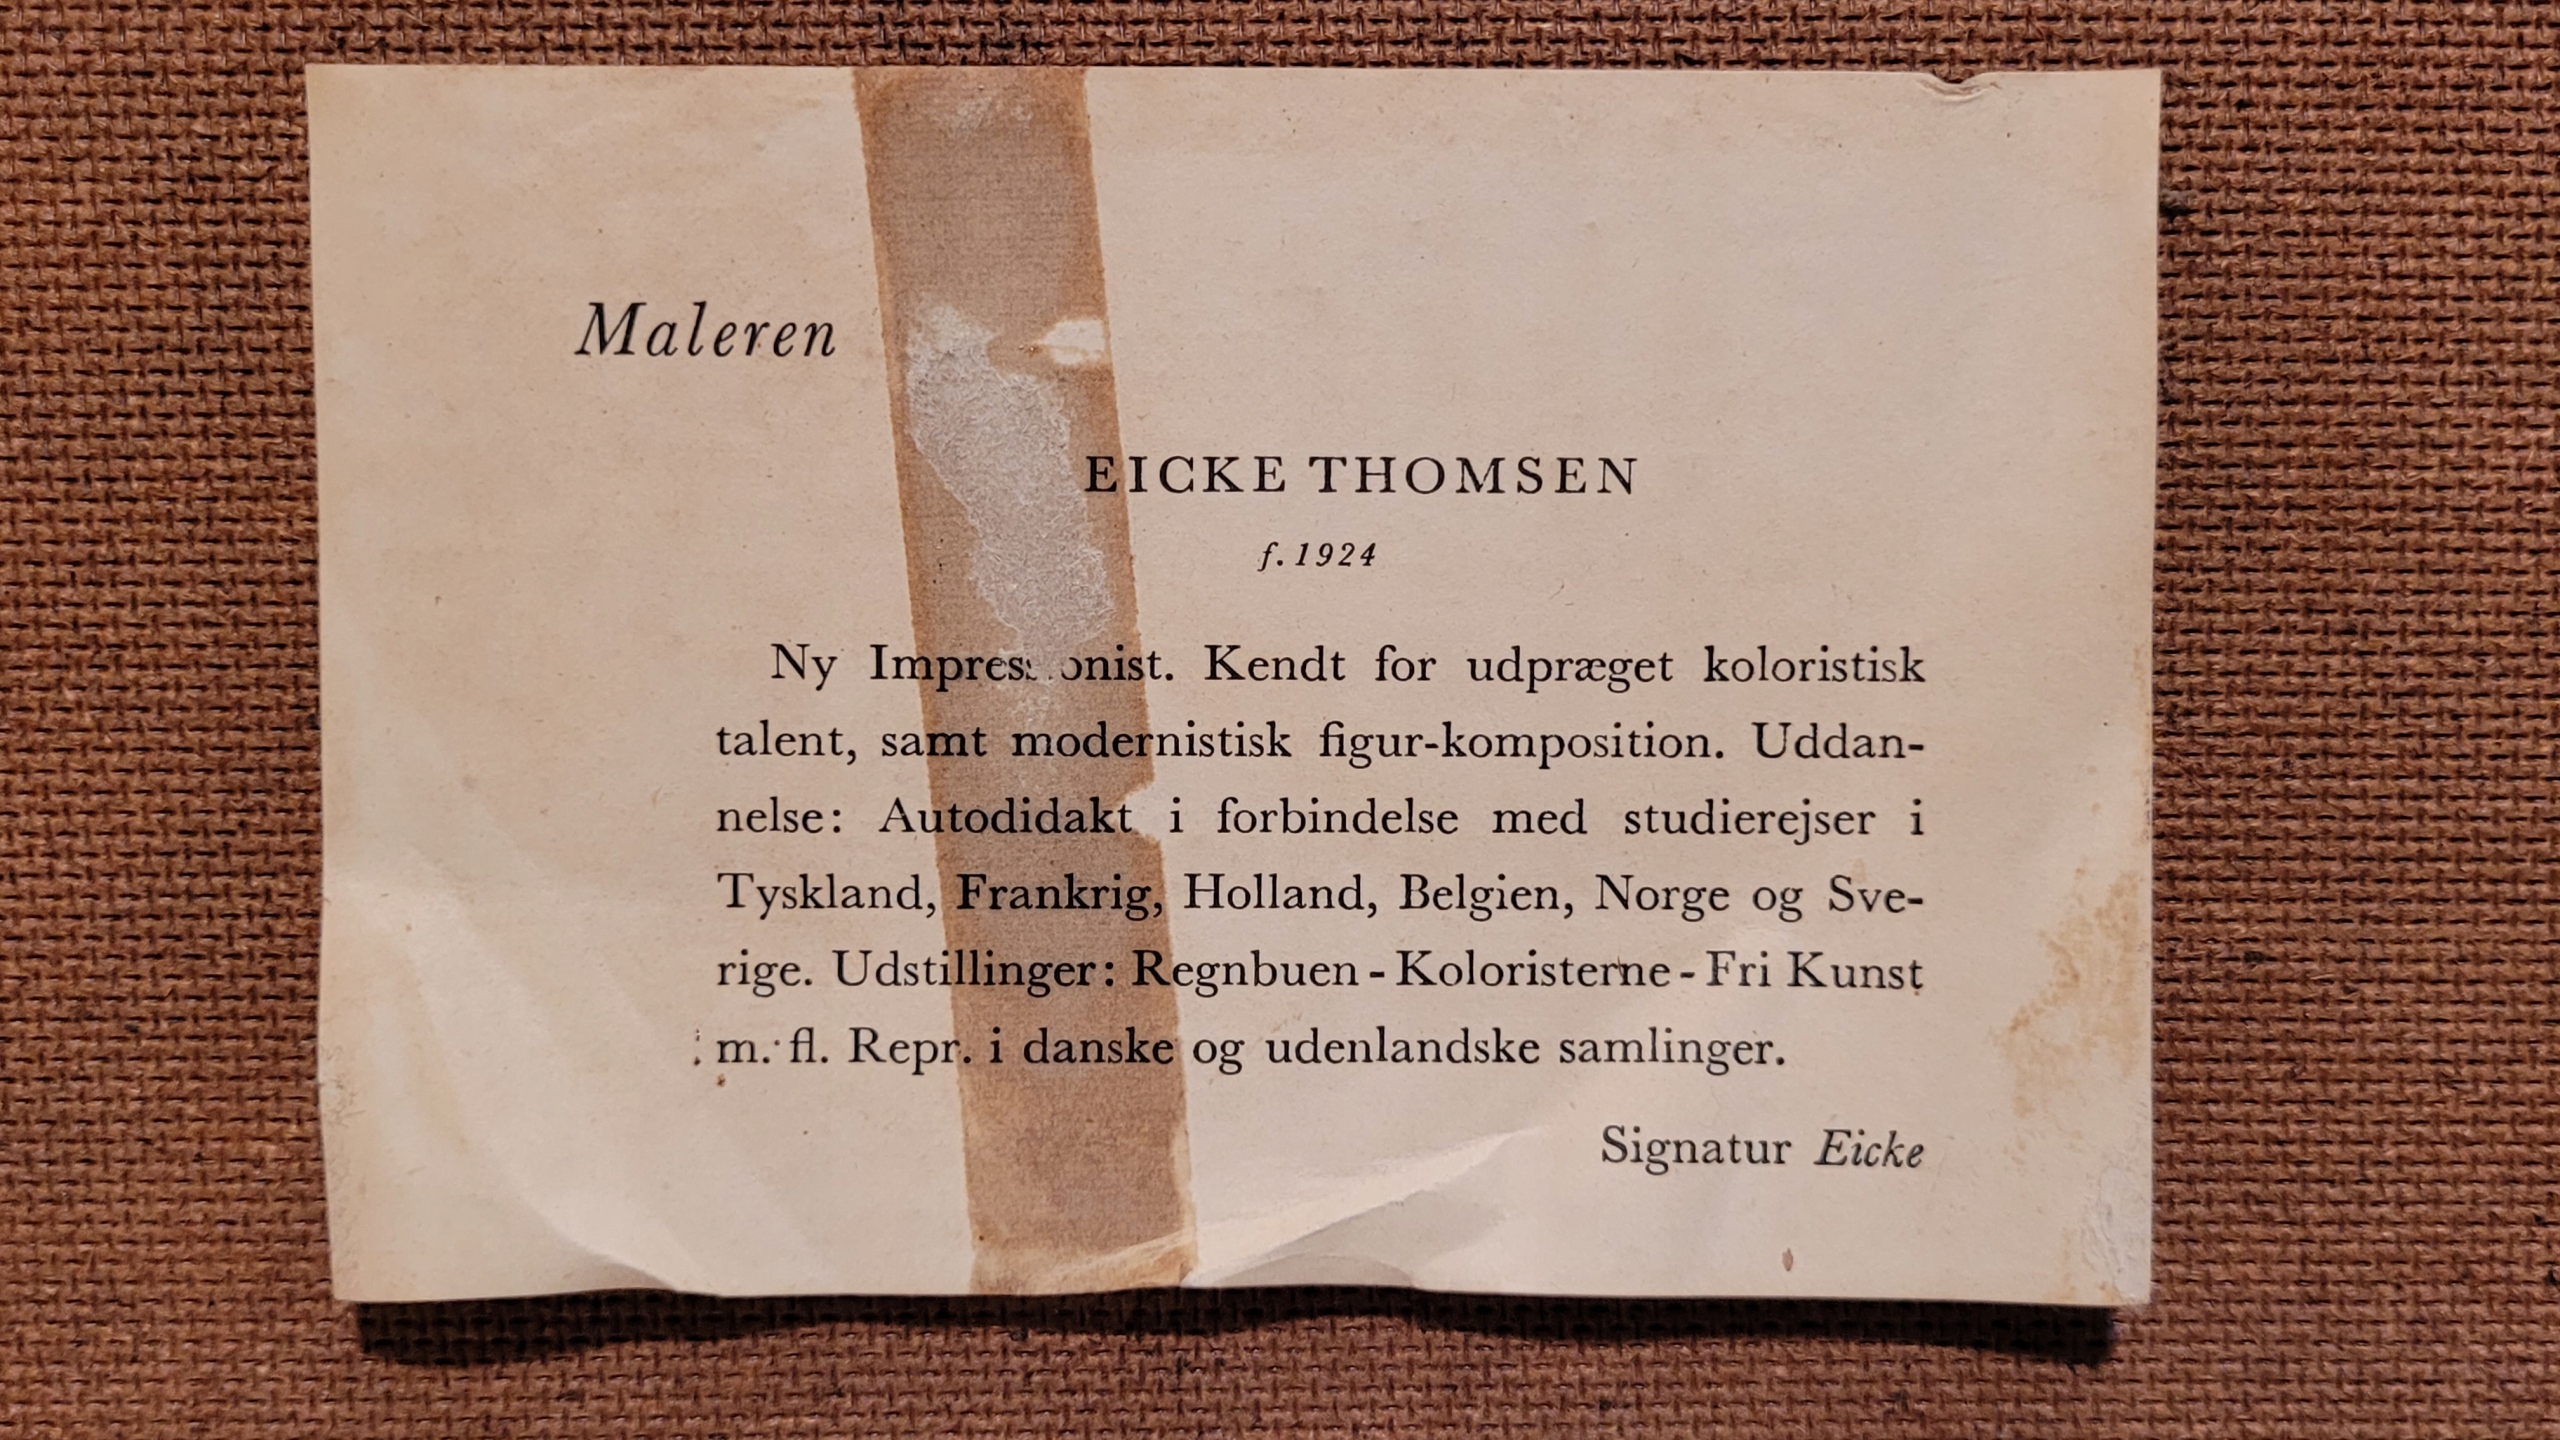 Maleren
EICKE THOMSEN
f. 1924
Ny Impressionist. Kendt for udpræget koloristisk
talent, samt modernistisk figur-komposition. Uddan-
nelse: Autodidakt i forbindelse med studierejser i
Tyskland, Frankrig, Holland, Belgien, Norge og Sve-
rige. Udstillinger: Regnbuen - Koloristerne - Fri Kunst
m. fl. Repr. i danske og udenlandske samlinger.
Signatur Eicke